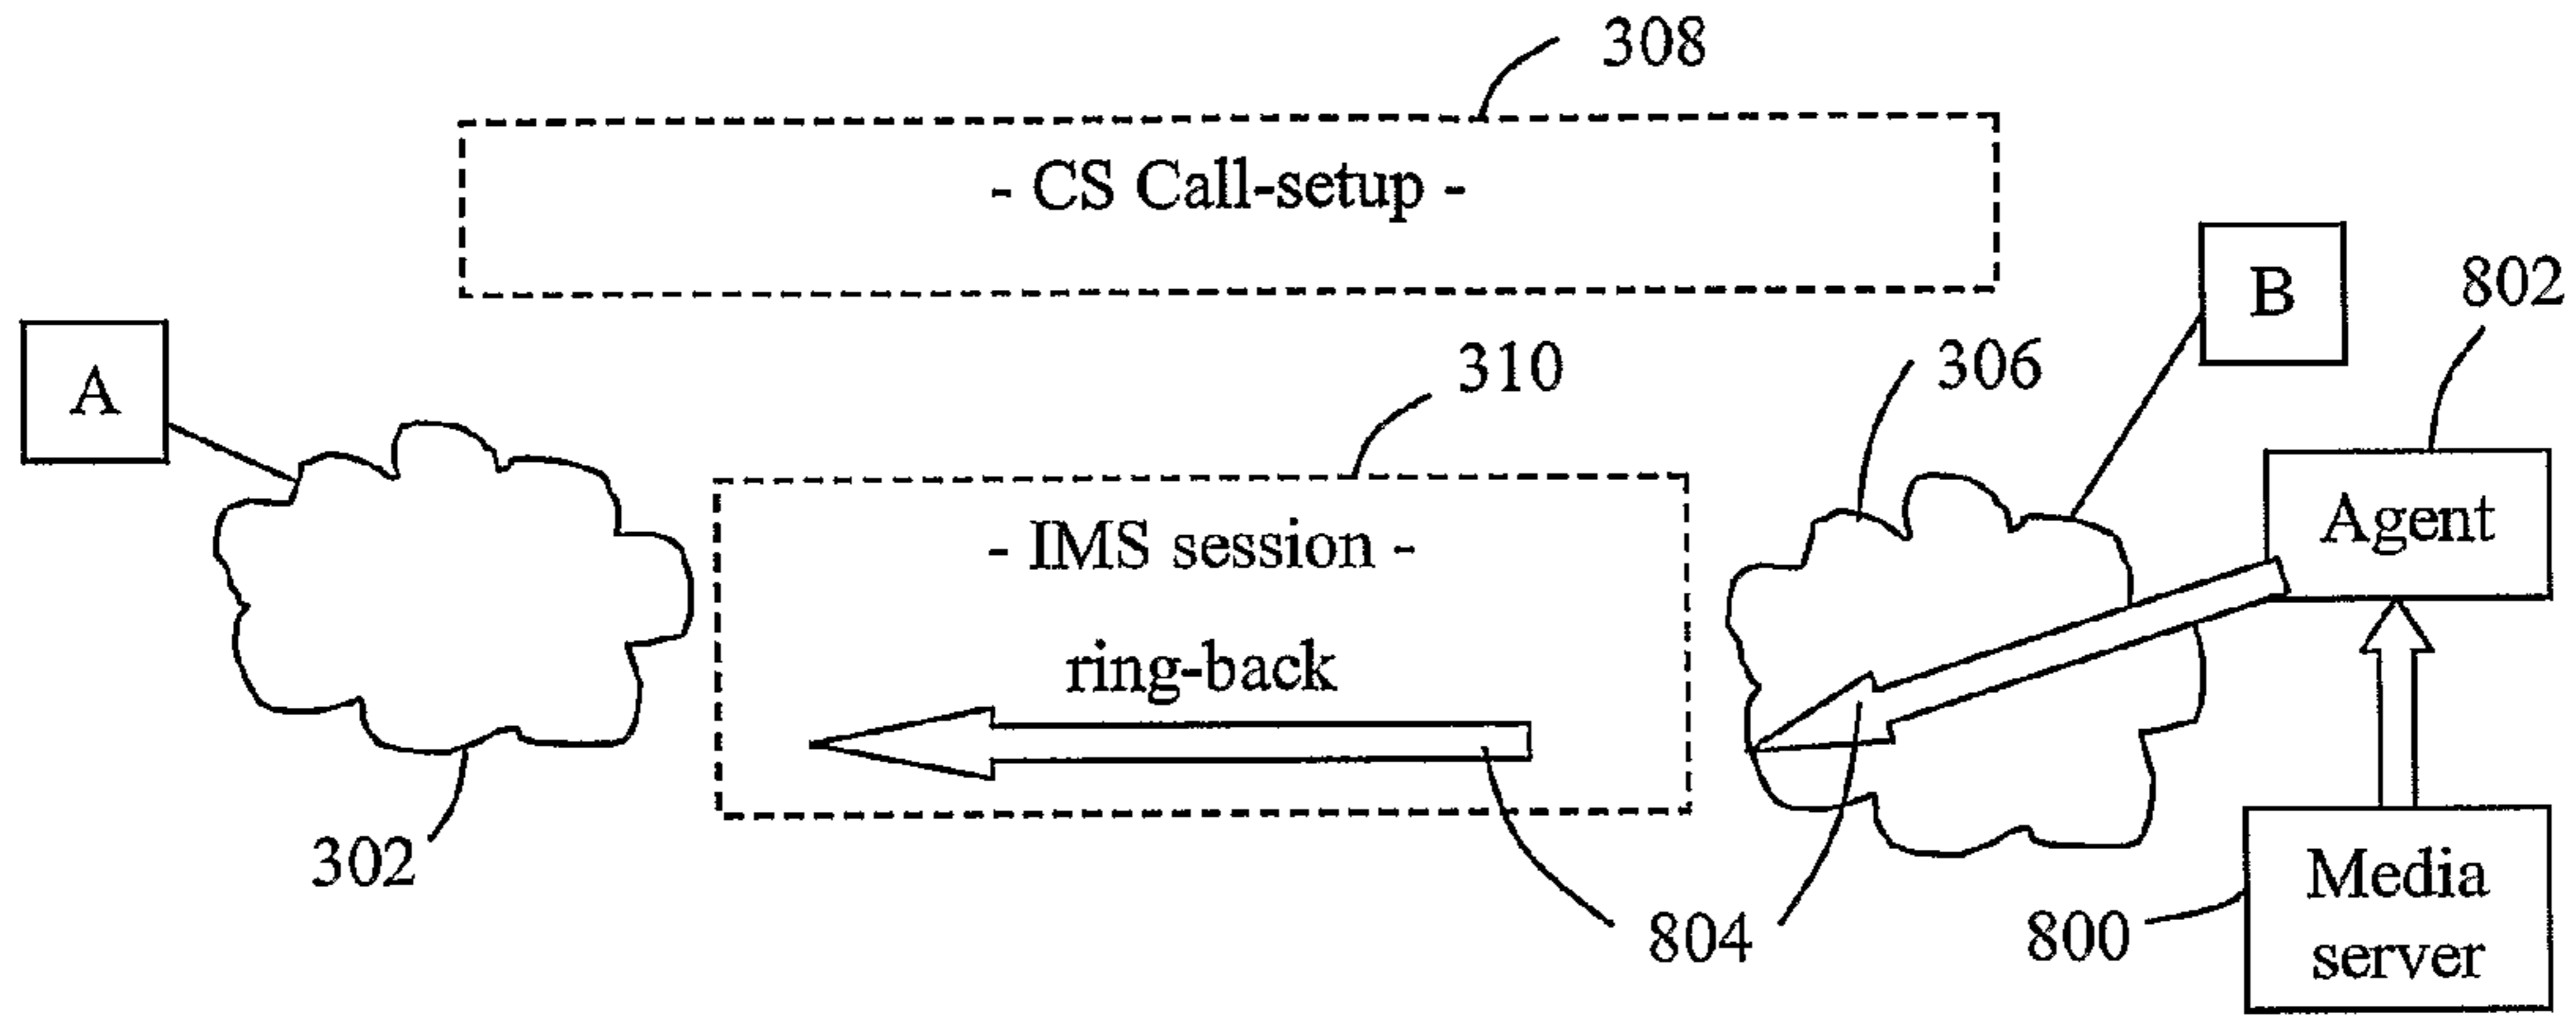 308
- CS Call-setup -
B
802
A
310
306
- IMS session -
Agent
ring-back
302
804
800
Media
server